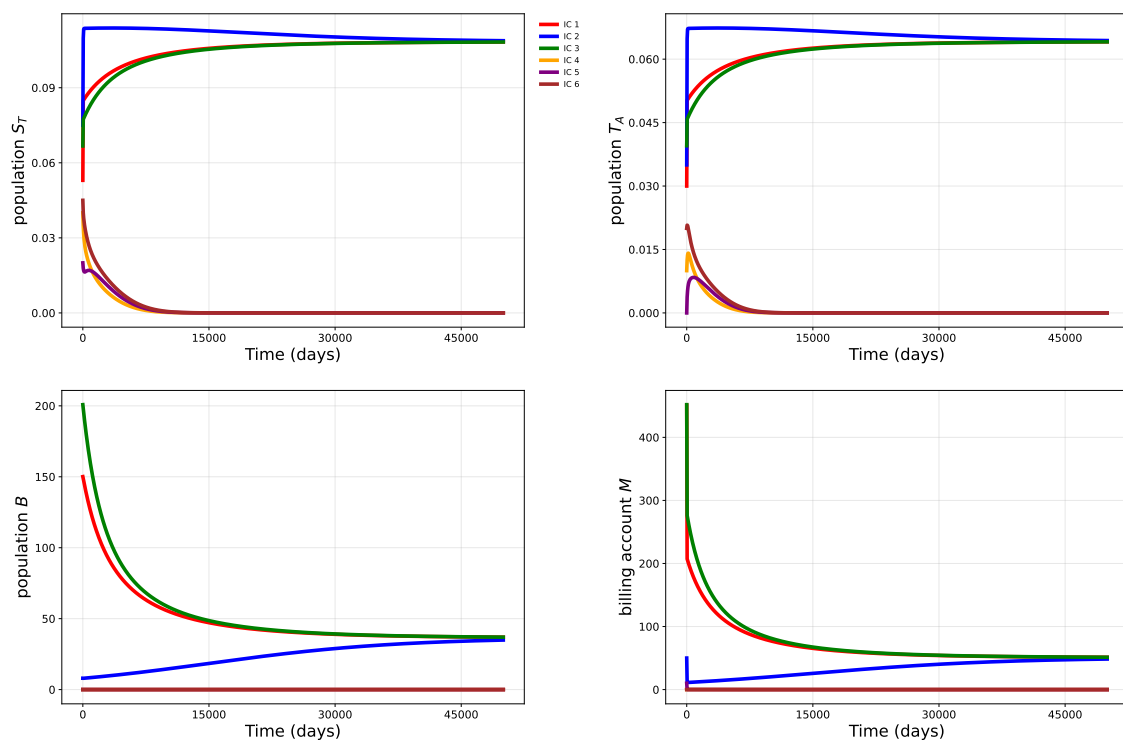 population S_T
0.09
0.06
0.03
0.00
0
15000
30000
45000
Time (days)
IC 1
IC 2
IC 3
IC 4
IC 5
IC 6
population T_A
0.060
0.045
0.030
0.015
0.000
0
15000
30000
45000
Time (days)
population B
200
150
100
50
0
0
15000
30000
45000
Time (days)
billing account M
400
300
200
100
0
0
15000
30000
45000
Time (days)